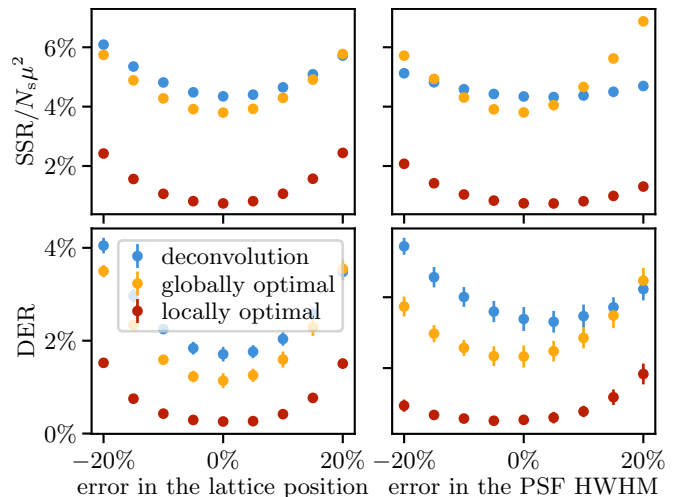 6%
4%
2%
SSR/N_sμ²
4%
2%
0%
DER
deconvolution
globally optimal
locally optimal
−20% 0% 20%
−20% 0% 20%
error in the lattice position
error in the PSF HWHM